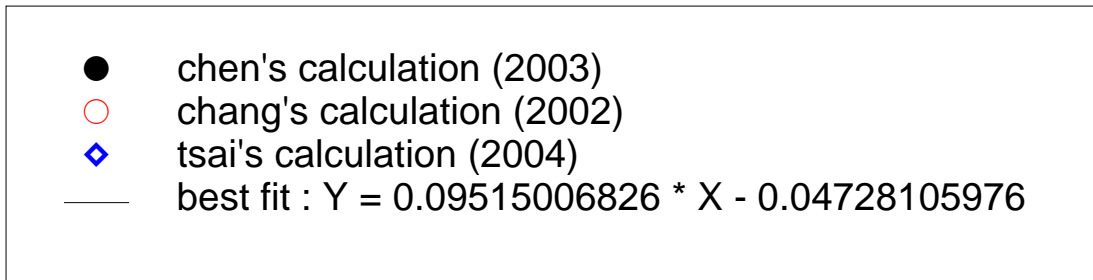 chen's calculation (2003)
chang's calculation (2002)
tsai's calculation (2004)
best fit : Y = 0.09515006826 * X - 0.04728105976